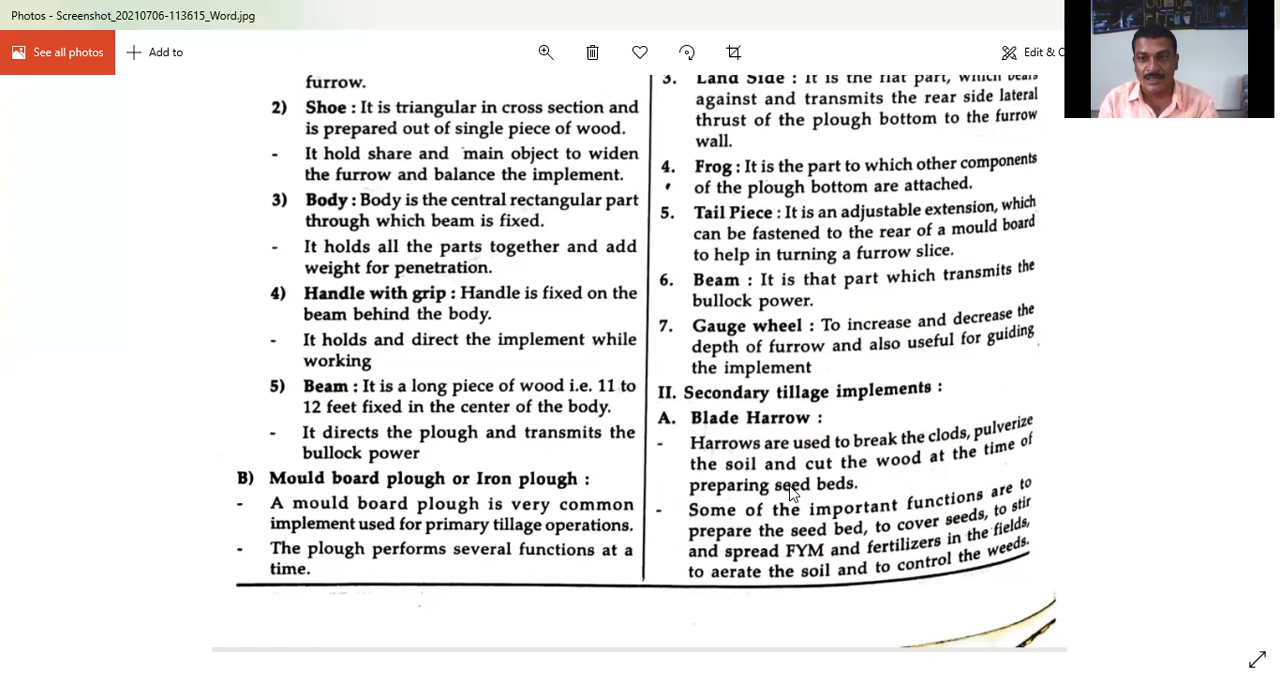 Photos - Screenshot_20210706-113615_Word.jpg
See all photos
Add to
Edit & C
furrow.
2) Shoe : It is triangular in cross section and
is prepared out of single piece of wood.
- It hold share and main object to widen
the furrow and balance the implement.
3) Body : Body is the central rectangular part
through which beam is fixed.
- It holds all the parts together and add
weight for penetration.
4) Handle with grip : Handle is fixed on the
beam behind the body.
- It holds and direct the implement while
working
5) Beam : It is a long piece of wood i.e. 11 to
12 feet fixed in the center of the body.
- It directs the plough and transmits the
bullock power
B) Mould board plough or Iron plough :
- A mould board plough is very common
implement used for primary tillage operations.
- The plough performs several functions at a
time.
3. Land Side : It is the flat part, which bears
against and transmits the rear side lateral
thrust of the plough bottom to the furrow
wall.
4. Frog : It is the part to which other components
of the plough bottom are attached.
5. Tail Piece : It is an adjustable extension, which
can be fastened to the rear of a mould board
to help in turning a furrow slice.
6. Beam : It is that part which transmits the
bullock power.
7. Gauge wheel : To increase and decrease the
depth of furrow and also useful for guiding
the implement
II. Secondary tillage implements :
A. Blade Harrow :
- Harrows are used to break the clods, pulverize
the soil and cut the wood at the time of
preparing seed beds.
- Some of the important functions are to
prepare the seed bed, to cover seeds, to stir
and spread FYM and fertilizers in the fields,
to aerate the soil and to control the weeds.